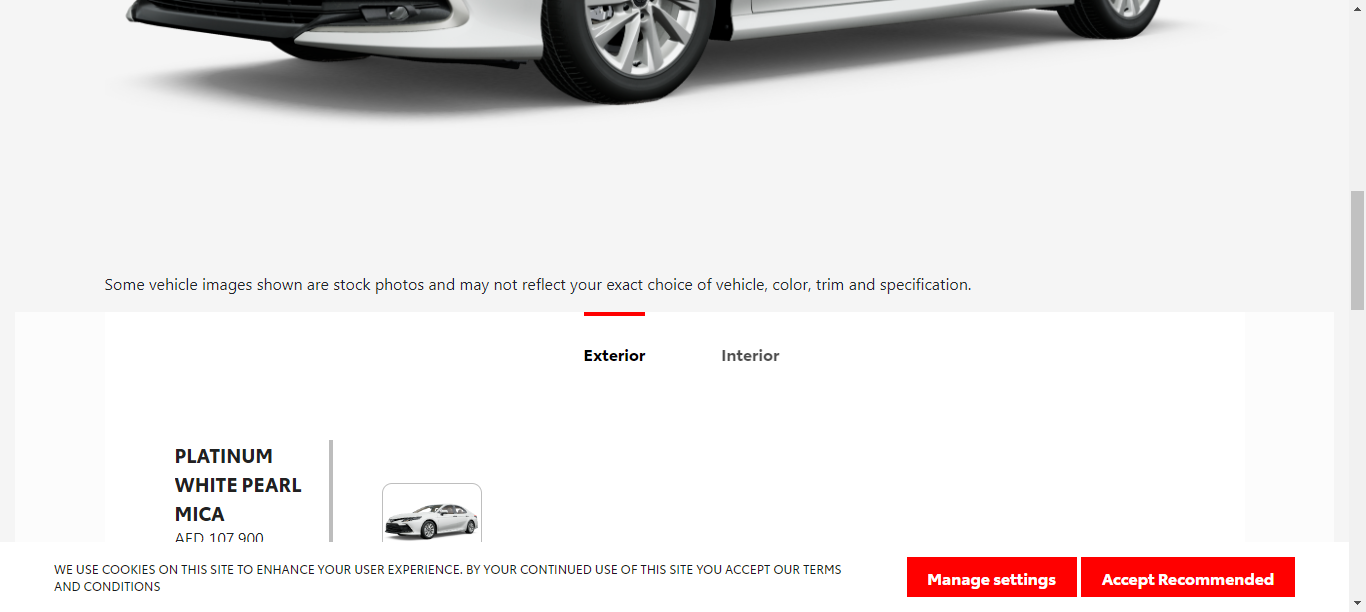 Some vehicle images shown are stock photos and may not reflect your exact choice of vehicle, color, trim and specification.
Exterior
Interior
PLATINUM
WHITE PEARL
MICA
AED 107,900
WE USE COOKIES ON THIS SITE TO ENHANCE YOUR USER EXPERIENCE. BY YOUR CONTINUED USE OF THIS SITE YOU ACCEPT OUR TERMS
AND CONDITIONS
Manage settings
Accept Recommended